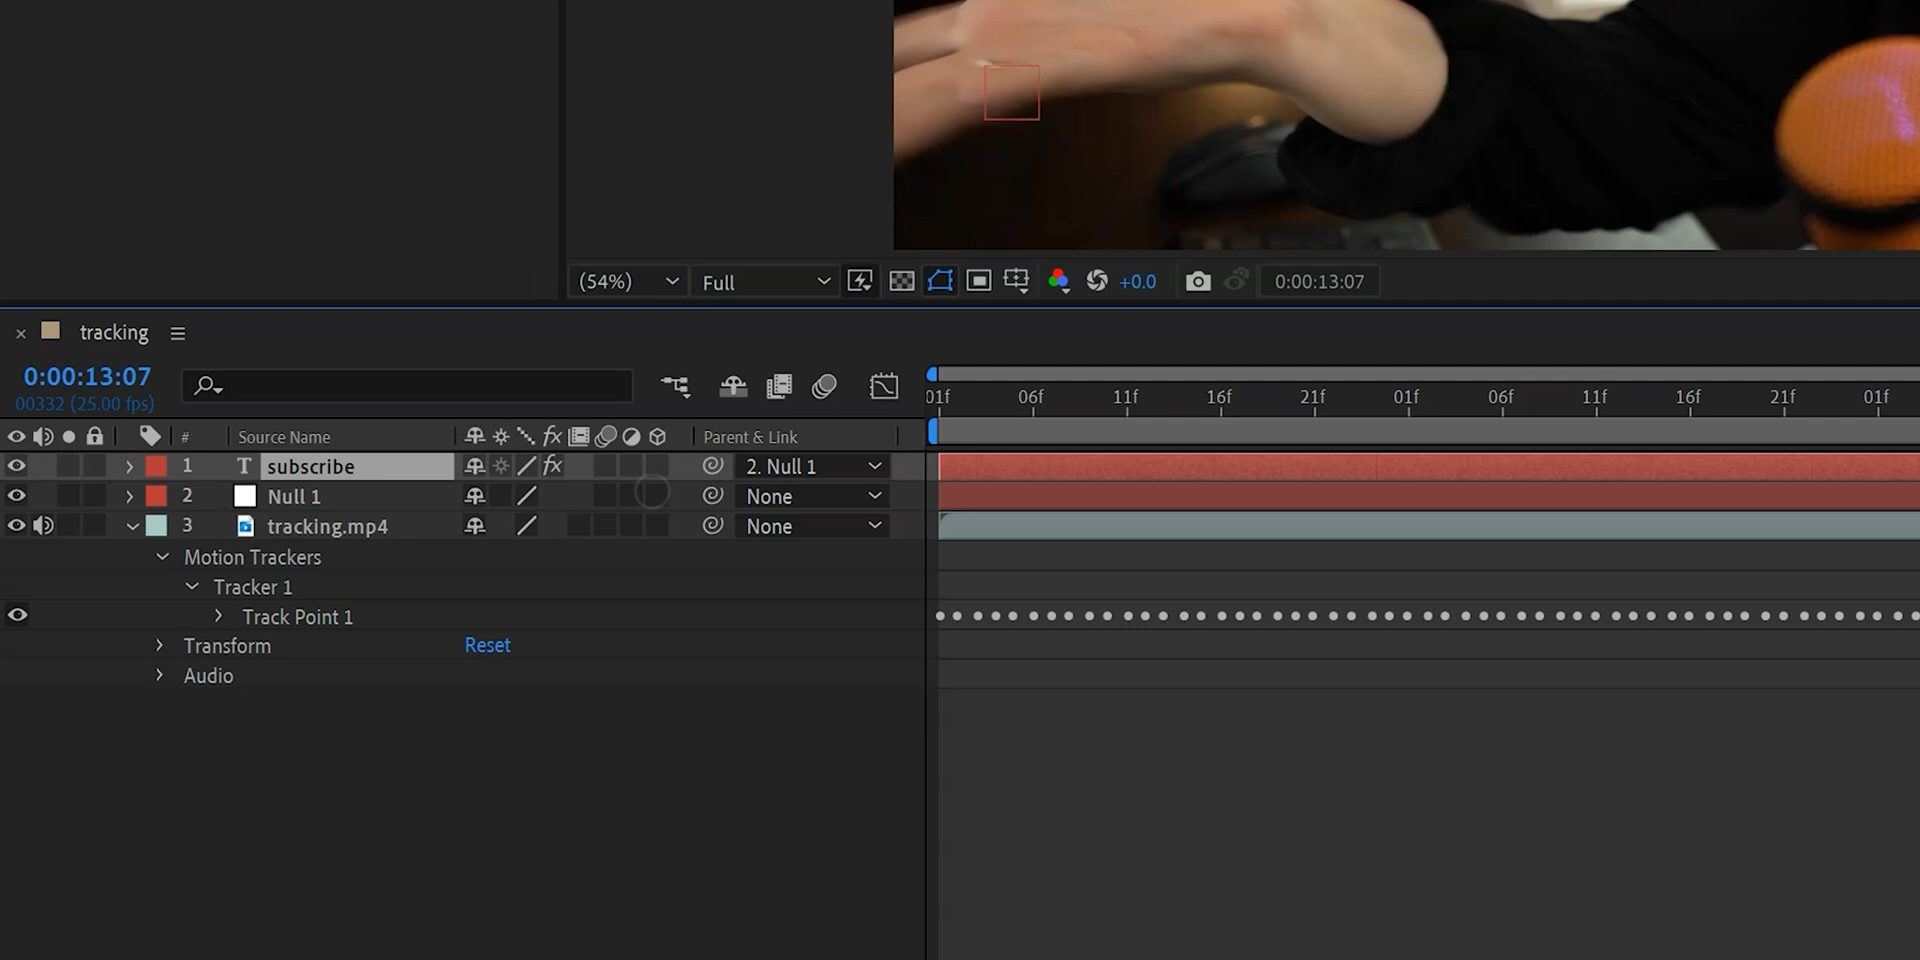 (54%) Full +0.0 0:00:13:07
tracking
0:00:13:07
00332 (25.00 fps)
01f 06f 11f 16f 21f 01f 06f 11f 16f 21f 01f
# Source Name fx Parent & Link
1 T subscribe fx 2. Null 1
2 Null 1 None
3 tracking.mp4 None
Motion Trackers
Tracker 1
Track Point 1
Transform Reset
Audio